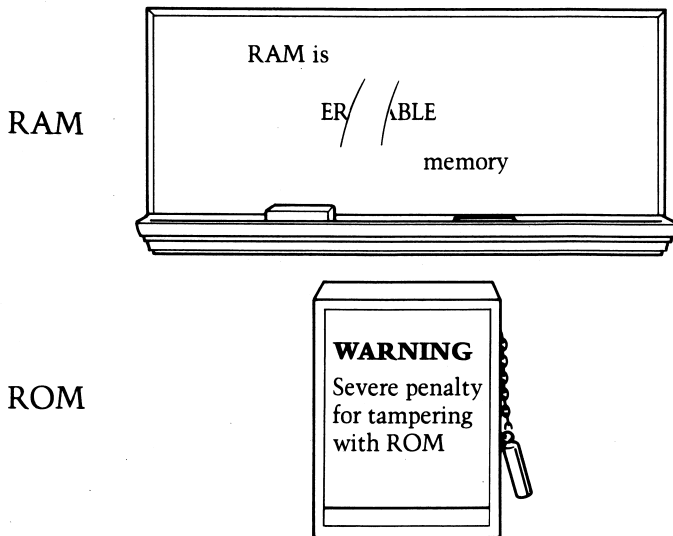 RAM
RAM is
ER ABLE
memory
ROM
WARNING
Severe penalty
for tampering
with ROM